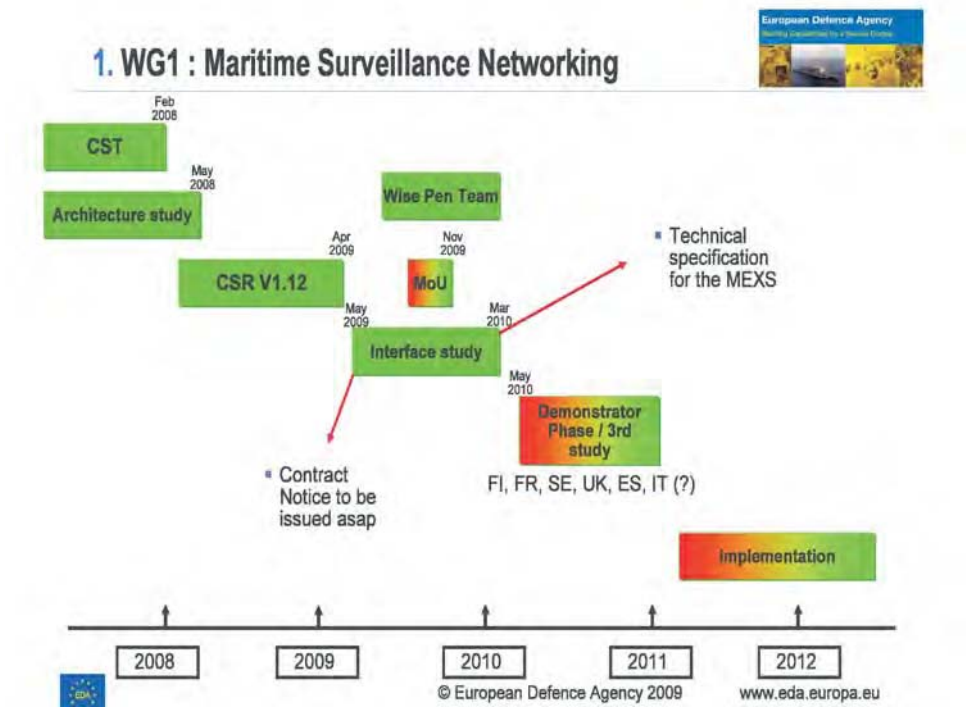 European Defence Agency
1. WG1 : Maritime Surveillance Networking
Feb
2008
CST
May
2008
Architecture study
Wise Pen Team
Apr
2009
CSR V1.12
Nov
2009
MoU
Technical
specification
for the MEXS
May
2009
Mar
2010
Interface study
May
2010
Demonstrator
Phase / 3rd
study
FI, FR, SE, UK, ES, IT (?)
Contract
Notice to be
issued asap
Implementation
2008
2009
2010
2011
2012
EDA
© European Defence Agency 2009
www.eda.europa.eu